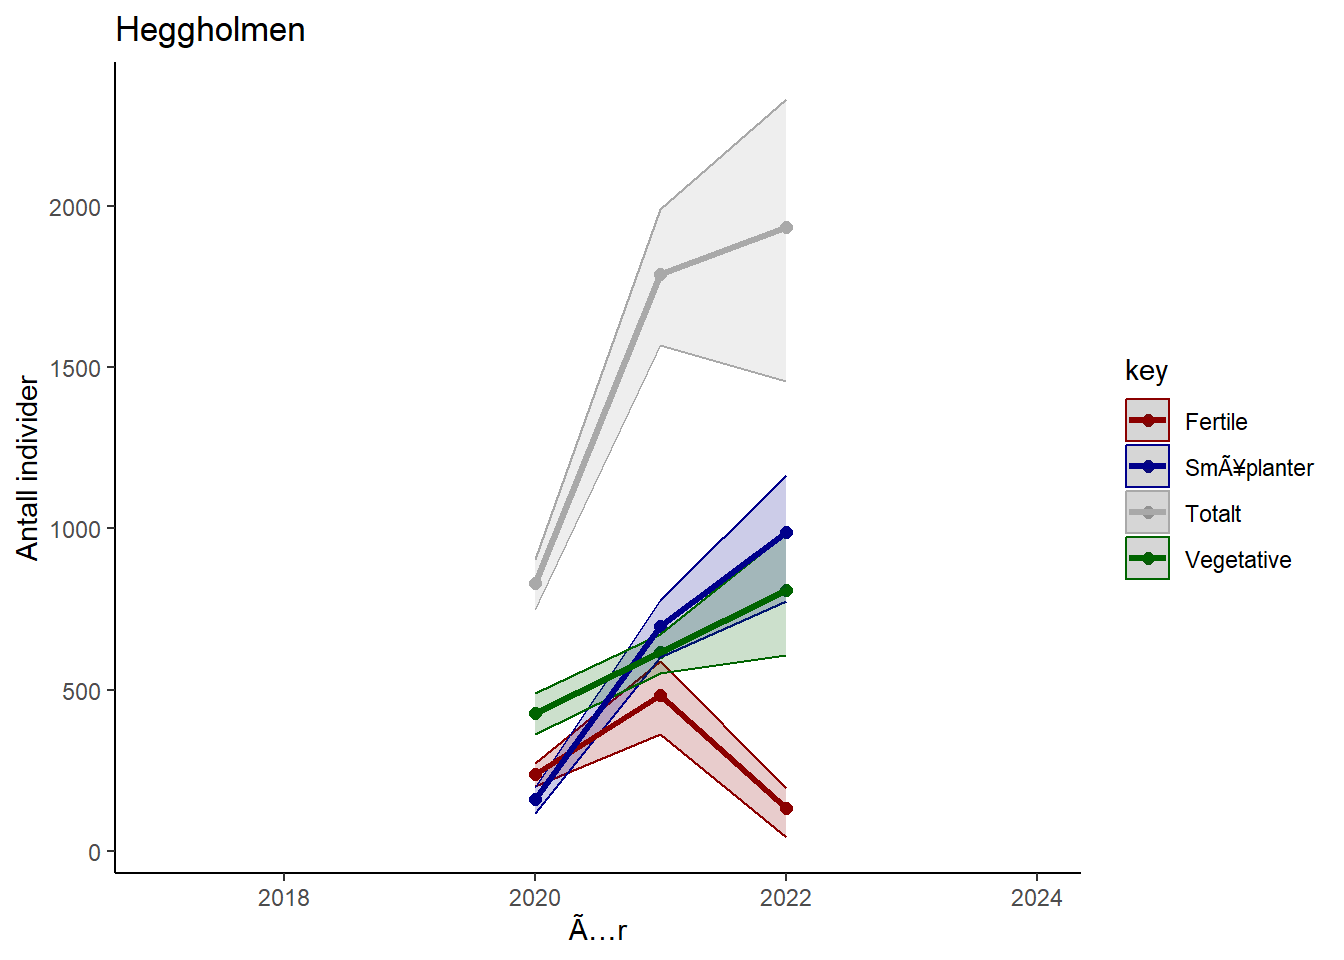 Heggholmen
Antall individer
2000
1500
1000
500
0
2018
2020
2022
2024
Ã…r
key
Fertile
SmÃ¥planter
Totalt
Vegetative